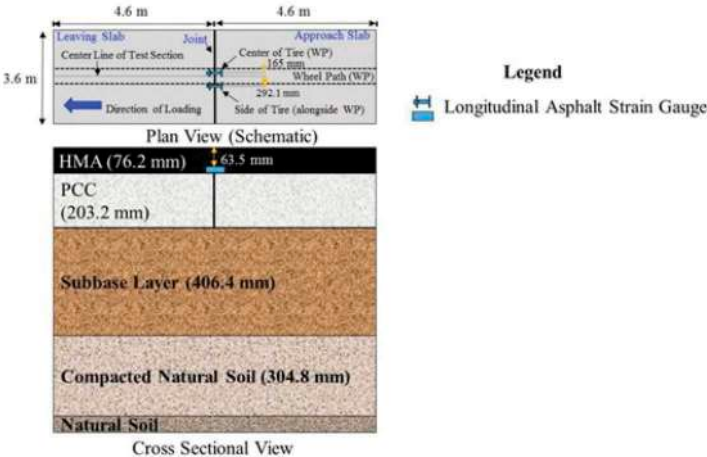 4.6 m
4.6 m
Leaving Slab
Joint
Approach Slab
Center Line of Test Section
Center of Tire (WP)
165 mm
3.6 m
Wheel Path (WP)
292.1 mm
Direction of Loading
Side of Tire (alongside WP)
Plan View (Schematic)
Legend
Longitudinal Asphalt Strain Gauge
HMA (76.2 mm)
63.5 mm
PCC
(203.2 mm)
Subbase Layer (406.4 mm)
Compacted Natural Soil (304.8 mm)
Natural Soil
Cross Sectional View